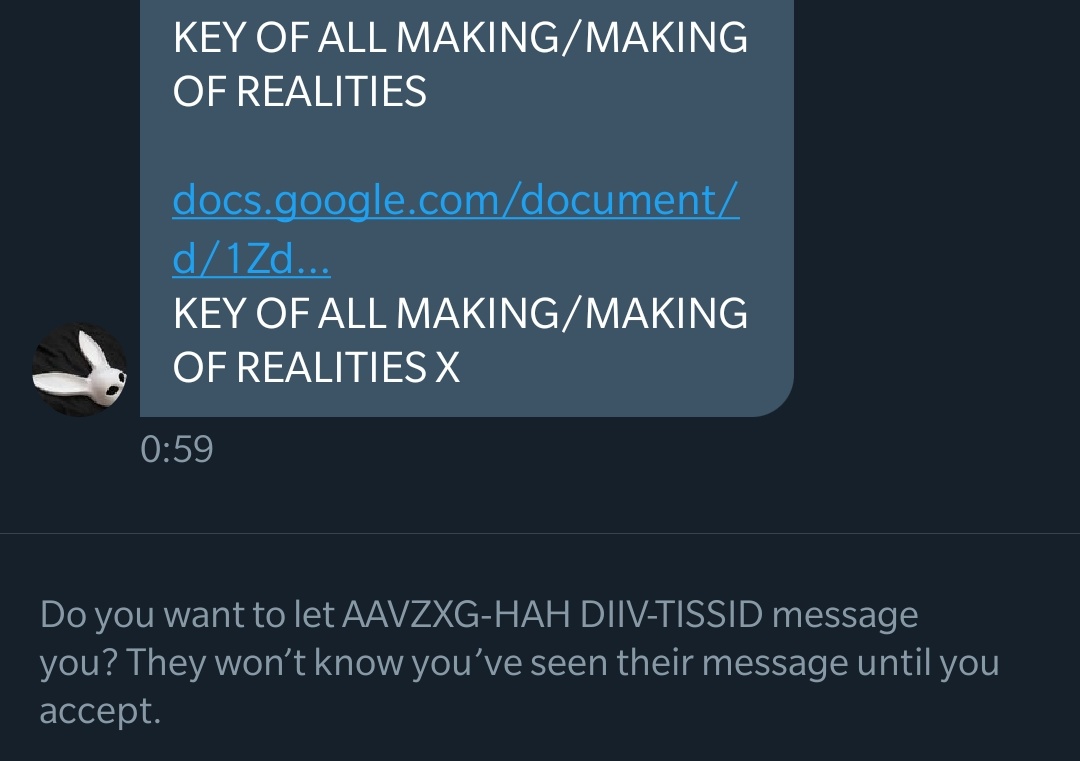 KEY OF ALL MAKING/MAKING
OF REALITIES
docs.google.com/document/
d/1Zd...
KEY OF ALL MAKING/MAKING
OF REALITIES X
0:59
Do you want to let AAVZXG-HAH DIIV-TISSID message
you? They won’t know you’ve seen their message until you
accept.